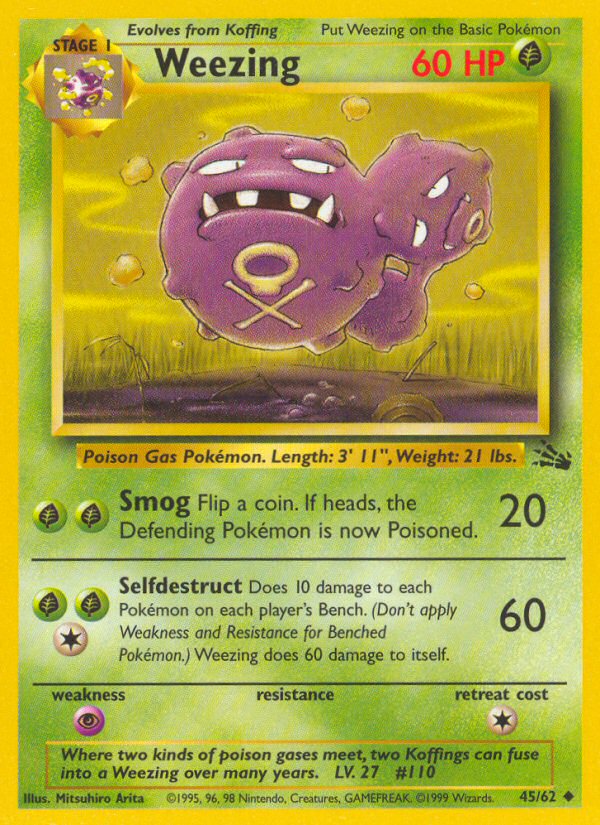 Evolves from Koffing Put Weezing on the Basic Pokémon
STAGE 1
Weezing 60 HP
Poison Gas Pokémon. Length: 3' 11", Weight: 21 lbs.
Smog Flip a coin. If heads, the
Defending Pokémon is now Poisoned. 20
Selfdestruct Does 10 damage to each
Pokémon on each player's Bench. (Don't apply
Weakness and Resistance for Benched
Pokémon.) Weezing does 60 damage to itself. 60
weakness resistance retreat cost
Where two kinds of poison gases meet, two Koffings can fuse
into a Weezing over many years. LV. 27 #110
Illus. Mitsuhiro Arita ©1995, 96, 98 Nintendo, Creatures, GAMEFREAK. ©1999 Wizards. 45/62